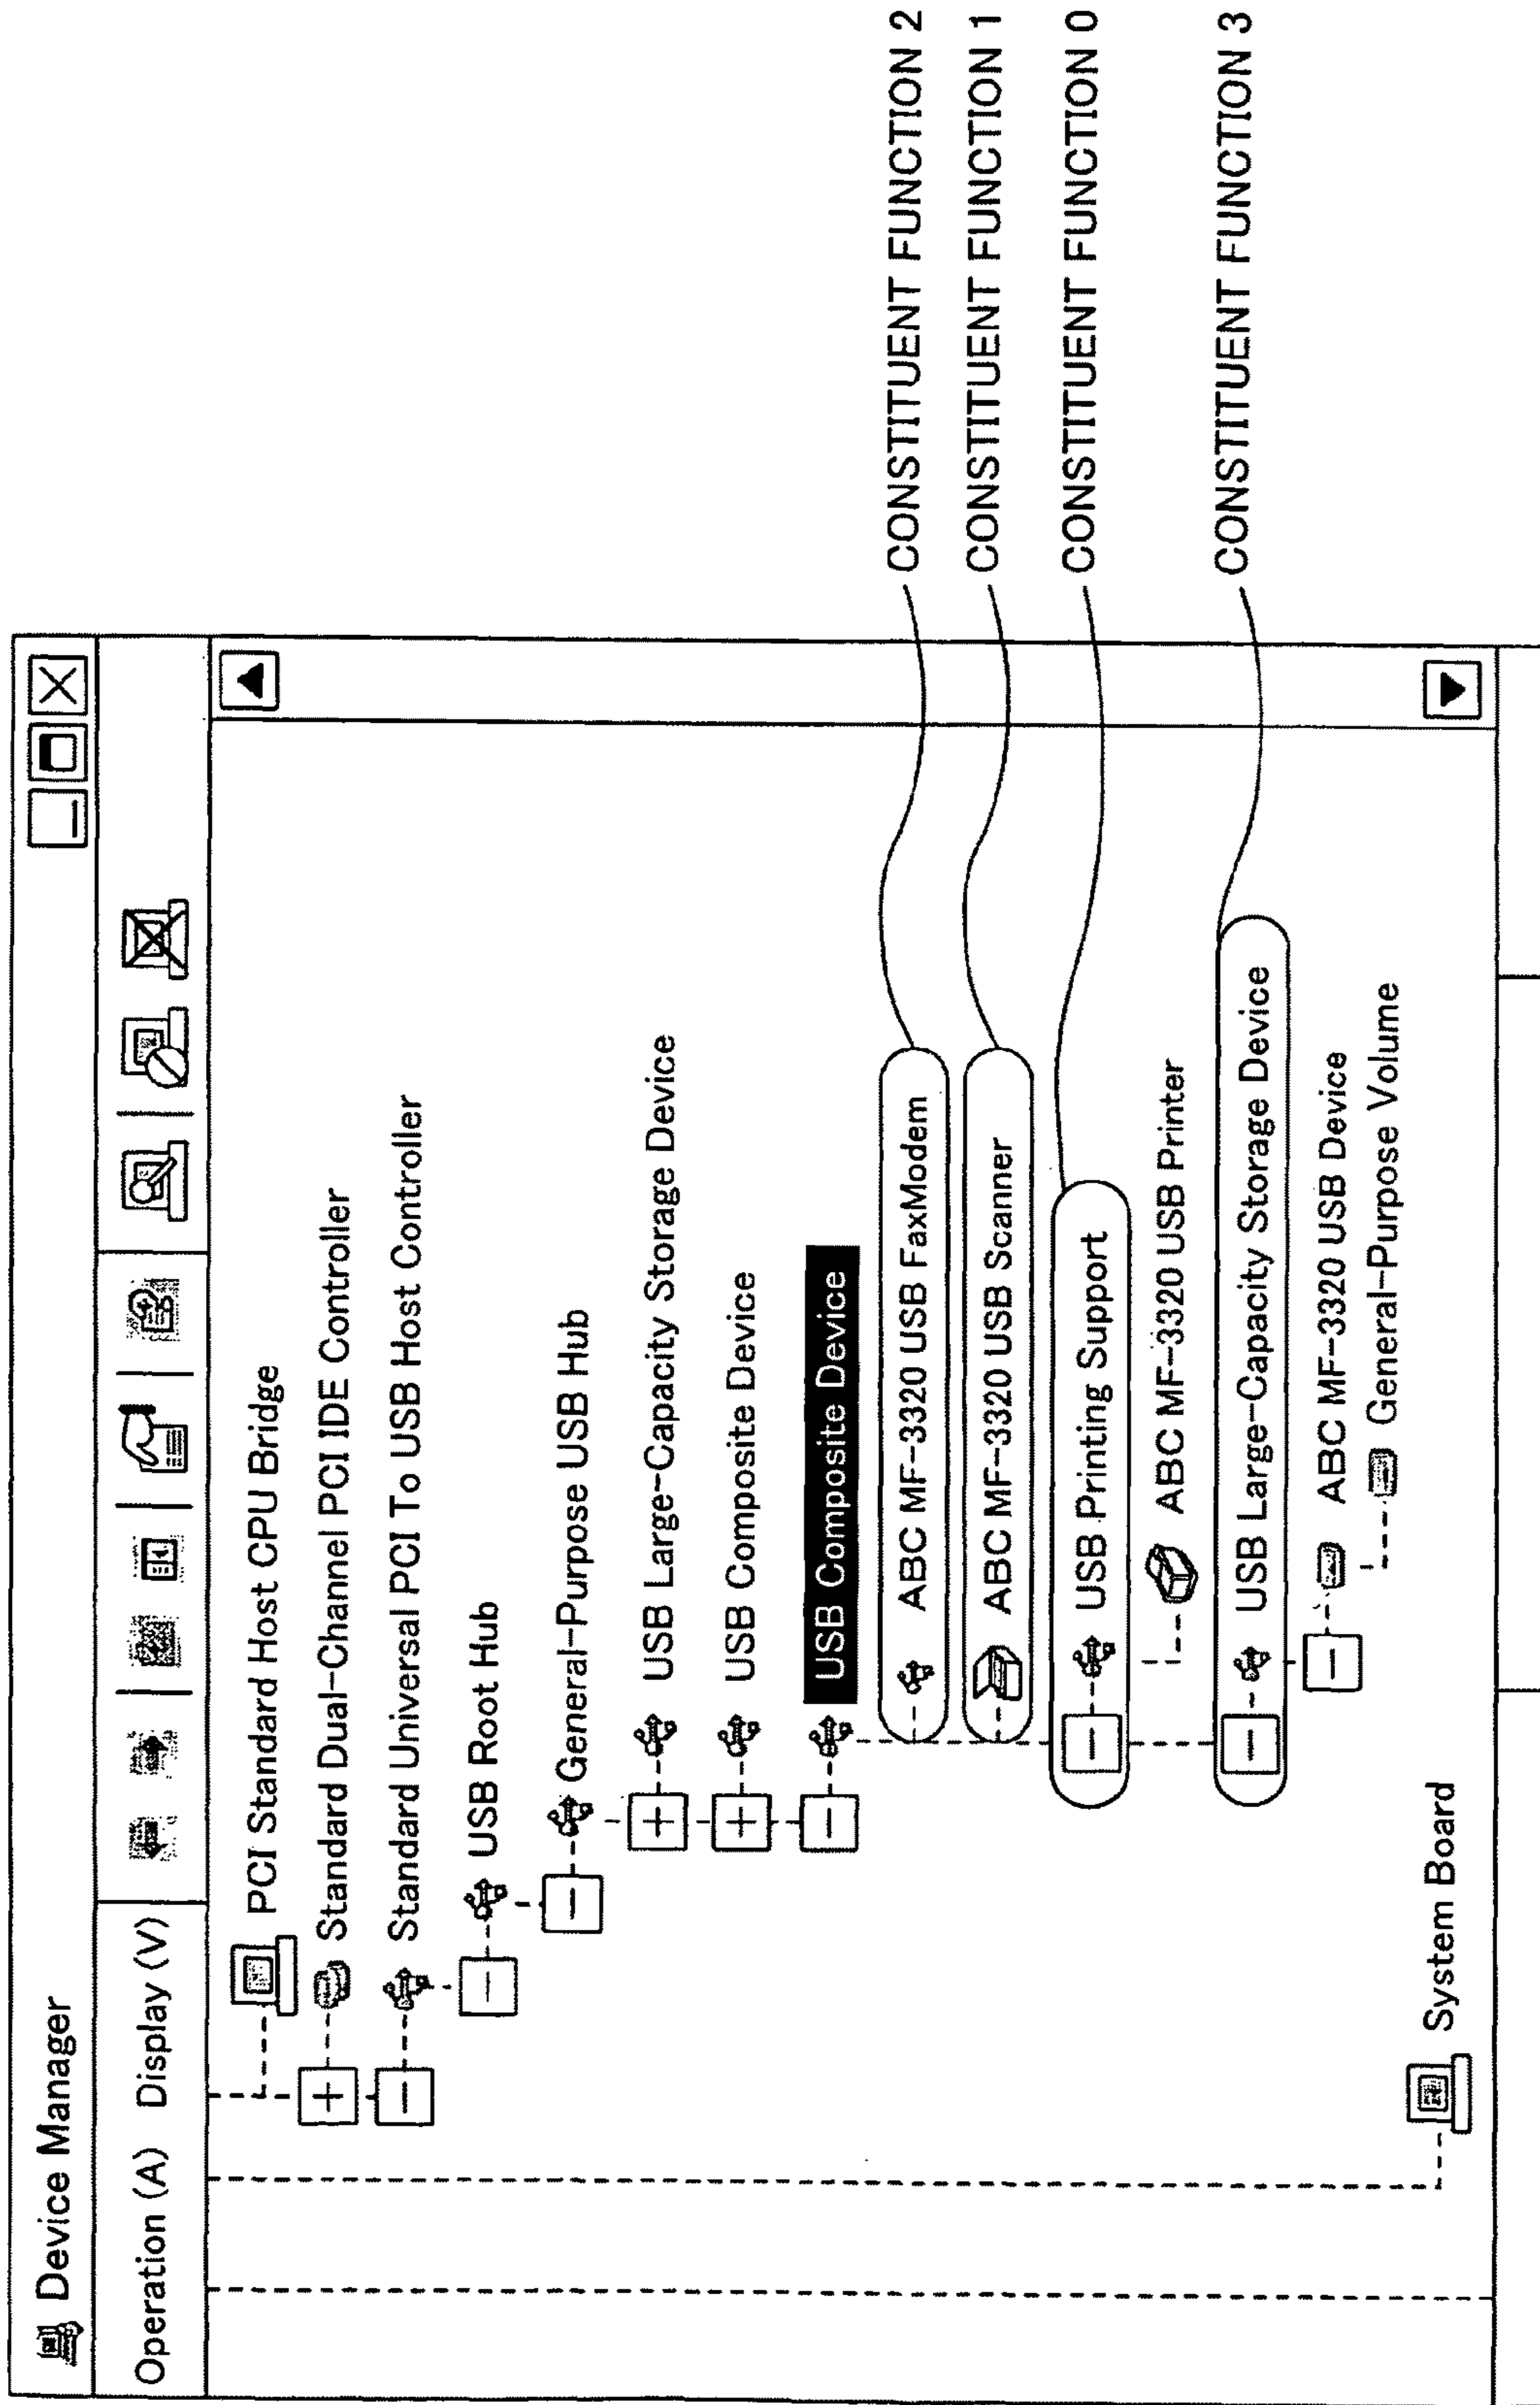 Device Manager
Operation (A) Display (V)
PCI Standard Host CPU Bridge
Standard Dual-Channel PCI IDE Controller
Standard Universal PCI To USB Host Controller
USB Root Hub
General-Purpose USB Hub
USB Large-Capacity Storage Device
USB Composite Device
USB Composite Device
ABC MF-3320 USB FaxModem CONSTITUENT FUNCTION 2
ABC MF-3320 USB Scanner CONSTITUENT FUNCTION 1
USB Printing Support CONSTITUENT FUNCTION 0
ABC MF-3320 USB Printer
USB Large-Capacity Storage Device CONSTITUENT FUNCTION 3
ABC MF-3320 USB Device
General-Purpose Volume
System Board